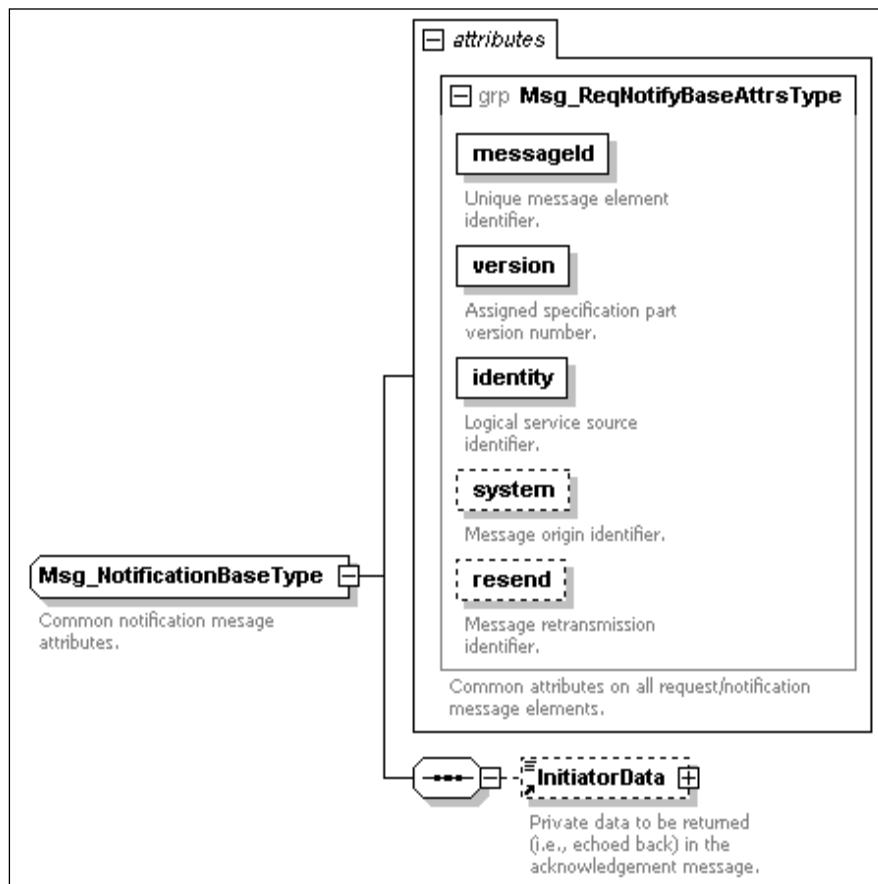 attributes
grp Msg_ReqNotifyBaseAttrsType
messageId
Unique message element
identifier.
version
Assigned specification part
version number.
identity
Logical service source
identifier.
system
Message origin identifier.
resend
Message retransmission
identifier.
Common attributes on all request/notification
message elements.
Msg_NotificationBaseType
Common notification mesage
attributes.
InitiatorData
Private data to be returned
(i.e., echoed back) in the
acknowledgement message.